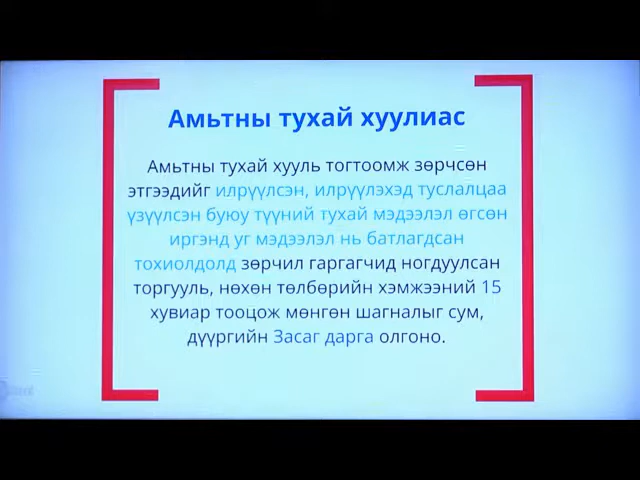 Амьтны тухай хуулиас
Амьтны тухай хууль тогтоомж зөрчсөн
этгээдийг илрүүлсэн, илрүүлэхэд туслалцаа
үзүүлсэн буюу түүний тухай мэдээлэл өгсөн
иргэнд уг мэдээлэл нь батлагдсан
тохиолдолд зөрчил гаргагчид ногдуулсан
торгууль, нөхөн төлбөрийн хэмжээний 15
хувиар тооцож мөнгөн шагналыг сум,
дүүргийн Засаг дарга олгоно.